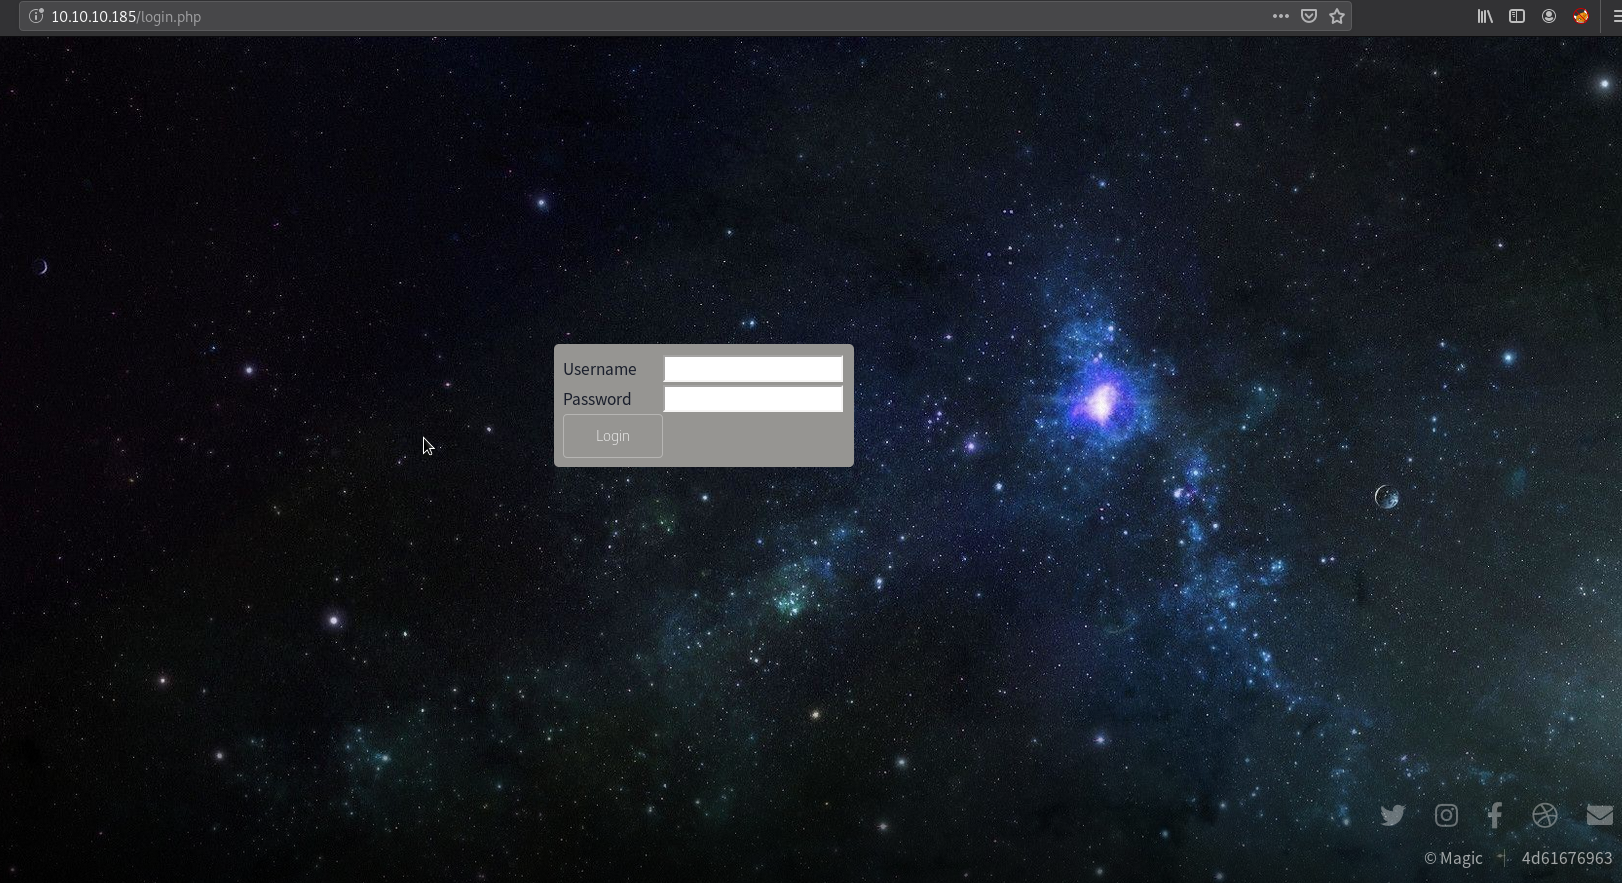 10.10.10.185/login.php
Username
Password
Login
© Magic | 4d61676963